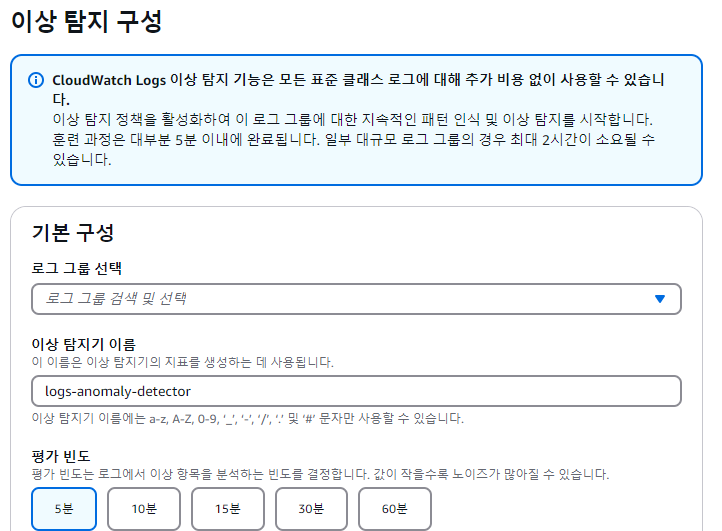 이상 탐지 구성
CloudWatch Logs 이상 탐지 기능은 모든 표준 클래스 로그에 대해 추가 비용 없이 사용할 수 있습니
다.
이상 탐지 정책을 활성화하여 이 로그 그룹에 대한 지속적인 패턴 인식 및 이상 탐지를 시작합니다.
훈련 과정은 대부분 5분 이내에 완료됩니다. 일부 대규모 로그 그룹의 경우 최대 2시간이 소요될 수
있습니다.
기본 구성
로그 그룹 선택
로그 그룹 검색 및 선택
이상 탐지기 이름
이 이름은 이상 탐지기의 지표를 생성하는 데 사용됩니다.
logs-anomaly-detector
이상 탐지기 이름에는 a-z, A-Z, 0-9, '_', '-', '/', '.' 및 '#' 문자만 사용할 수 있습니다.
평가 빈도
평가 빈도는 로그에서 이상 항목을 분석하는 빈도를 결정합니다. 값이 작을수록 노이즈가 많아질 수 있습니다.
5분 10분 15분 30분 60분